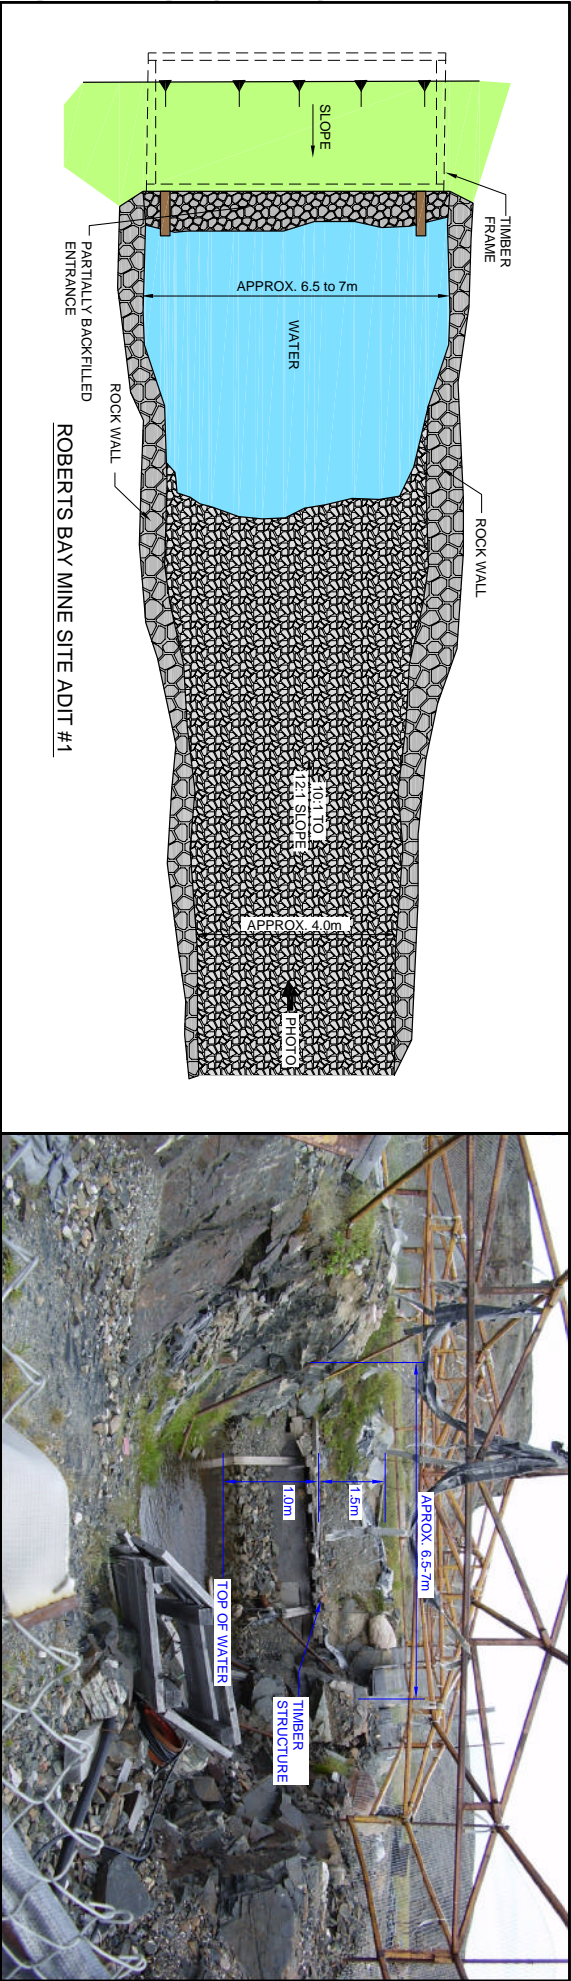 TIMBER
FRAME
SLOPE
PARTIALLY BACKFILLED
ENTRANCE
APPROX. 6.5 to 7m
WATER
ROCK WALL
ROCK WALL
10:1 TO
12:1 SLOPE
APPROX. 4.0m
PHOTO
ROBERTS BAY MINE SITE ADIT #1
APROX. 6.5-7m
1.5m
1.0m
TOP OF WATER
TIMBER
STRUCTURE